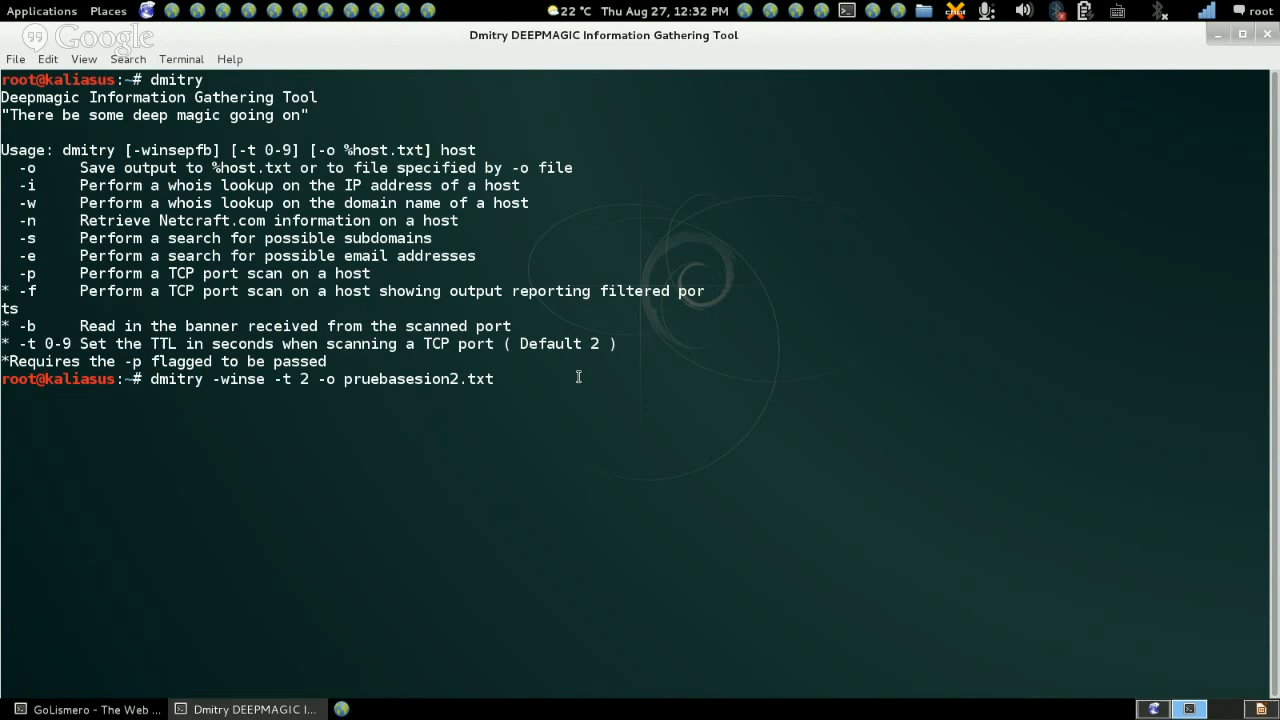 Applications Places 22 °C Thu Aug 27, 12:32 PM root
Google
Dmitry DEEPMAGIC Information Gathering Tool
File Edit View Search Terminal Help
root@kaliasus:~# dmitry
Deepmagic Information Gathering Tool
"There be some deep magic going on"
Usage: dmitry [-winsepfb] [-t 0-9] [-o %host.txt] host
-o Save output to %host.txt or to file specified by -o file
-i Perform a whois lookup on the IP address of a host
-w Perform a whois lookup on the domain name of a host
-n Retrieve Netcraft.com information on a host
-s Perform a search for possible subdomains
-e Perform a search for possible email addresses
-p Perform a TCP port scan on a host
* -f Perform a TCP port scan on a host showing output reporting filtered por
ts
* -b Read in the banner received from the scanned port
* -t 0-9 Set the TTL in seconds when scanning a TCP port ( Default 2 )
*Requires the -p flagged to be passed
root@kaliasus:~# dmitry -winse -t 2 -o pruebasesion2.txt
GoLismero - The Web ... Dmitry DEEPMAGIC I...